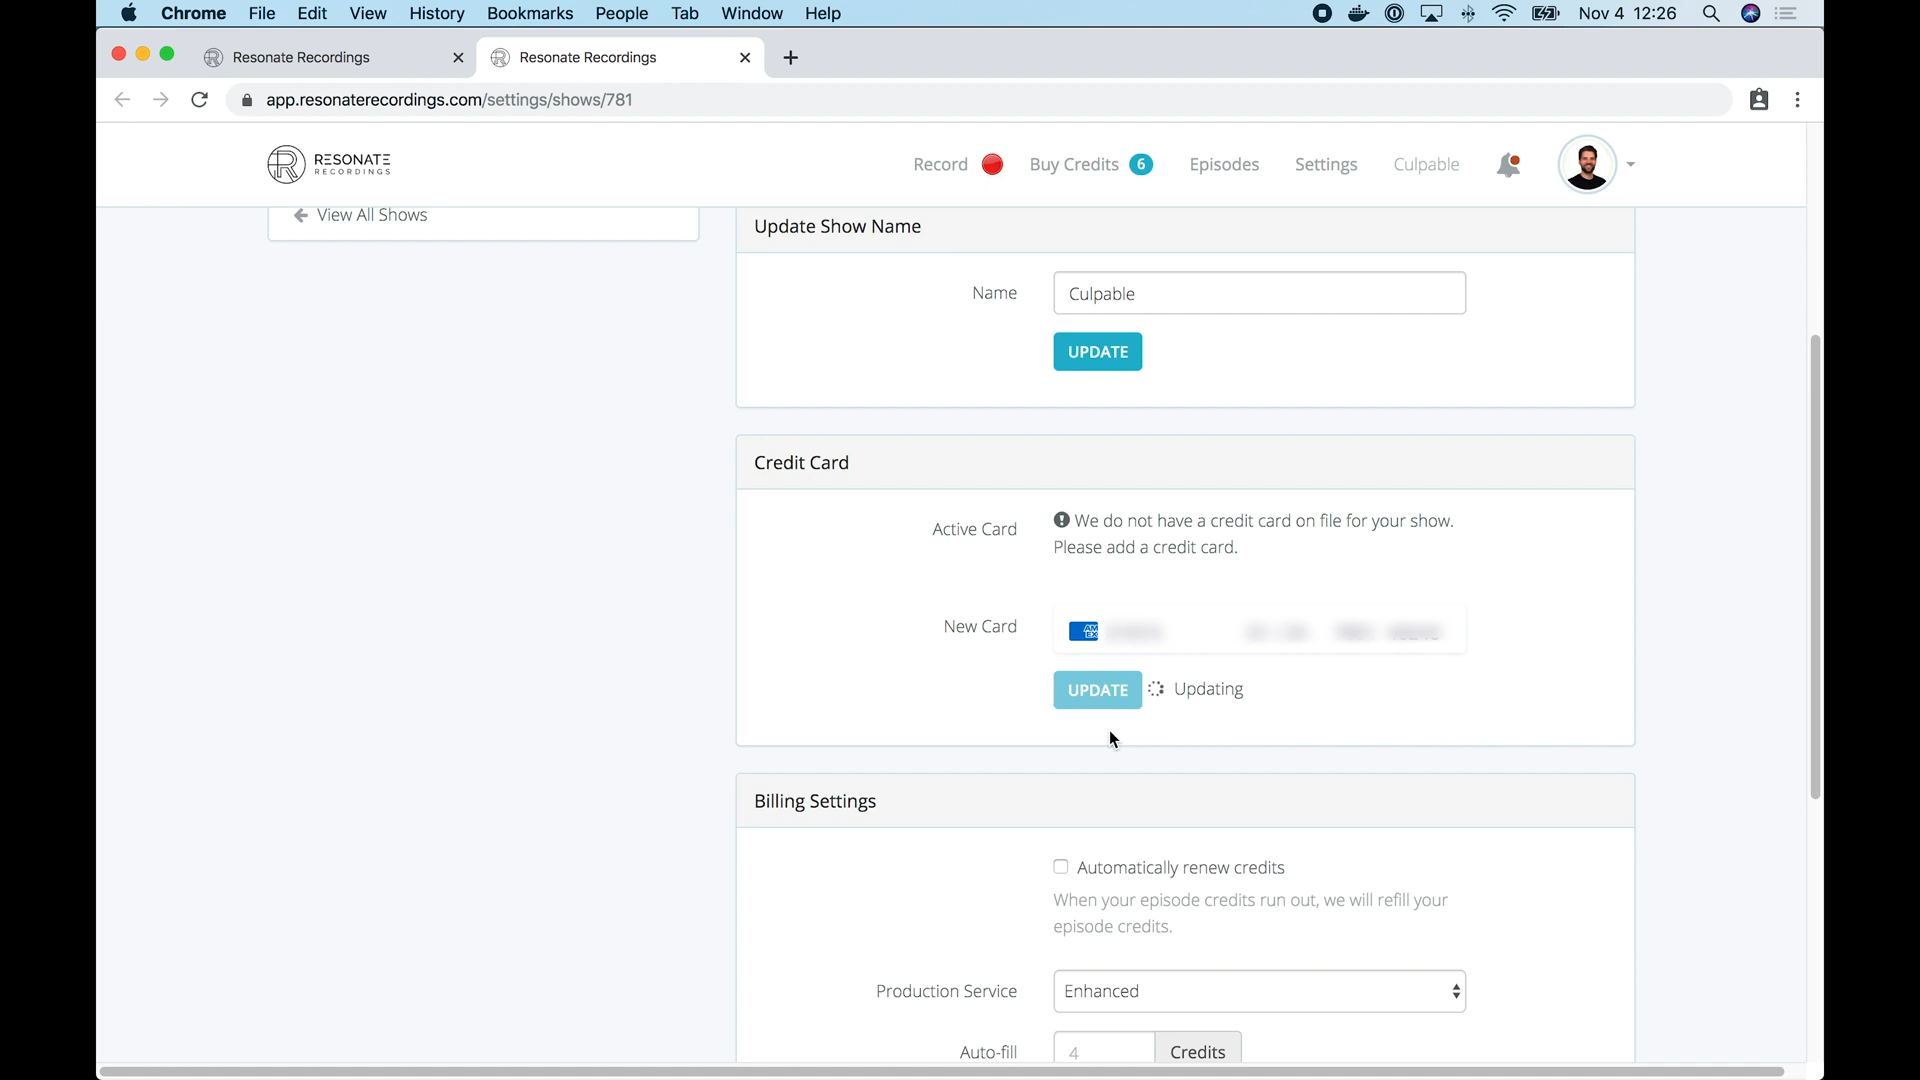 Chrome File Edit View History Bookmarks People Tab Window Help Nov 4 12:26
Resonate Recordings Resonate Recordings
app.resonaterecordings.com/settings/shows/781
RESONATE
RECORDINGS
Record Buy Credits 6 Episodes Settings Culpable
View All Shows
Update Show Name
Name Culpable
UPDATE
Credit Card
Active Card We do not have a credit card on file for your show.
Please add a credit card.
New Card AM
EX
UPDATE Updating
Billing Settings
Automatically renew credits
When your episode credits run out, we will refill your
episode credits.
Production Service Enhanced
Auto-fill 4 Credits